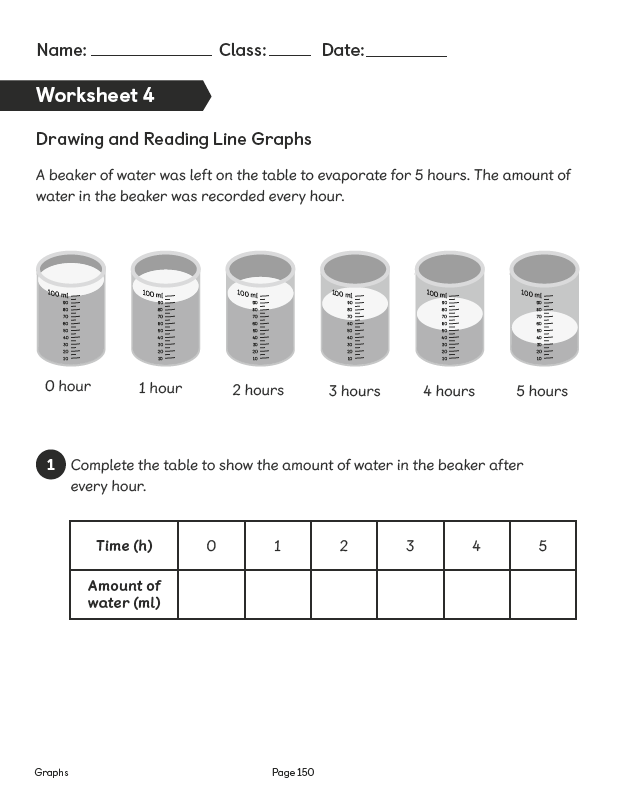 Name: ____________ Class: _____ Date: _________
Worksheet 4
Drawing and Reading Line Graphs
A beaker of water was left on the table to evaporate for 5 hours. The amount of
water in the beaker was recorded every hour.
100 ml 100 ml 100 ml 100 ml 100 ml 100 ml
90 90 90 90 90 90
80 80 80 80 80 80
70 70 70 70 70 70
60 60 60 60 60 60
50 50 50 50 50 50
40 40 40 40 40 40
30 30 30 30 30 30
20 20 20 20 20 20
10 10 10 10 10 10
0 hour 1 hour 2 hours 3 hours 4 hours 5 hours
1 Complete the table to show the amount of water in the beaker after
every hour.
Time (h) 0 1 2 3 4 5
Amount of
water (ml)
Graphs Page 150